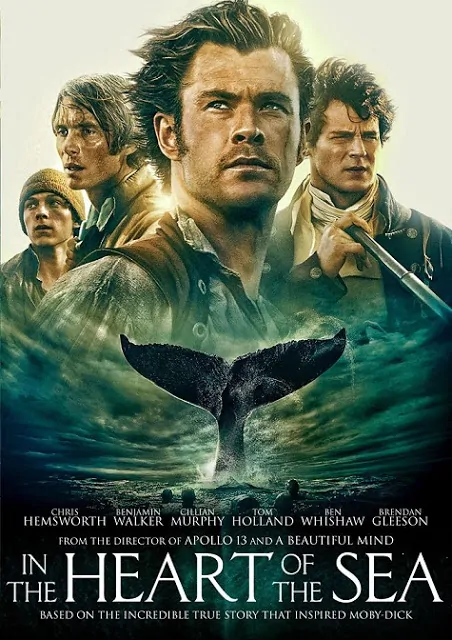 CHRIS HEMSWORTH BENJAMIN WALKER CILLIAN MURPHY TOM HOLLAND BEN WHISHAW BRENDAN GLEESON
FROM THE DIRECTOR OF APOLLO 13 AND A BEAUTIFUL MIND
IN THE HEART OF THE SEA
BASED ON THE INCREDIBLE TRUE STORY THAT INSPIRED MOBY-DICK